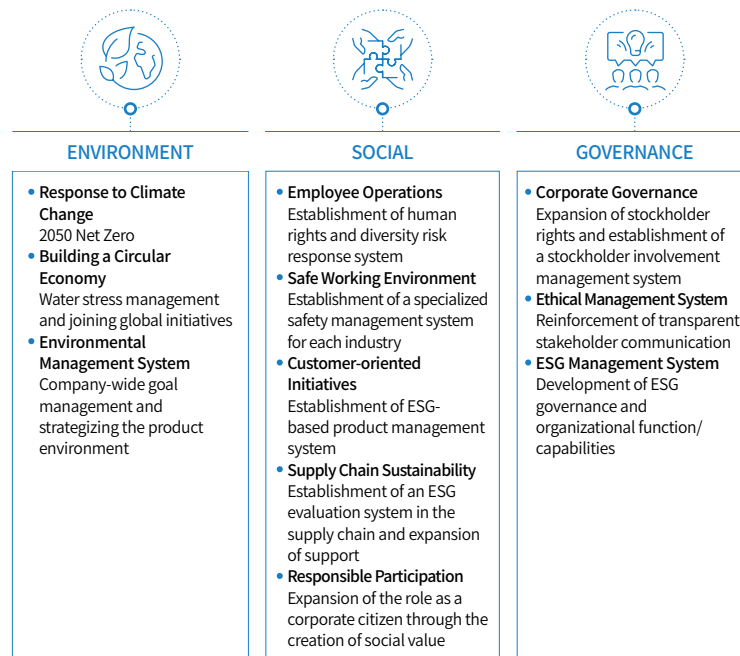 ENVIRONMENT
• Response to Climate
Change
2050 Net Zero
• Building a Circular
Economy
Water stress management
and joining global initiatives
• Environmental
Management System
Company-wide goal
management and
strategizing the product
environment
SOCIAL
• Employee Operations
Establishment of human
rights and diversity risk
response system
• Safe Working Environment
Establishment of a specialized
safety management system
for each industry
• Customer-oriented
Initiatives
Establishment of ESG-
based product management
system
• Supply Chain Sustainability
Establishment of an ESG
evaluation system in the
supply chain and expansion
of support
• Responsible Participation
Expansion of the role as a
corporate citizen through the
creation of social value
GOVERNANCE
• Corporate Governance
Expansion of stockholder
rights and establishment of
a stockholder involvement
management system
• Ethical Management System
Reinforcement of transparent
stakeholder communication
• ESG Management System
Development of ESG
governance and
organizational function/
capabilities